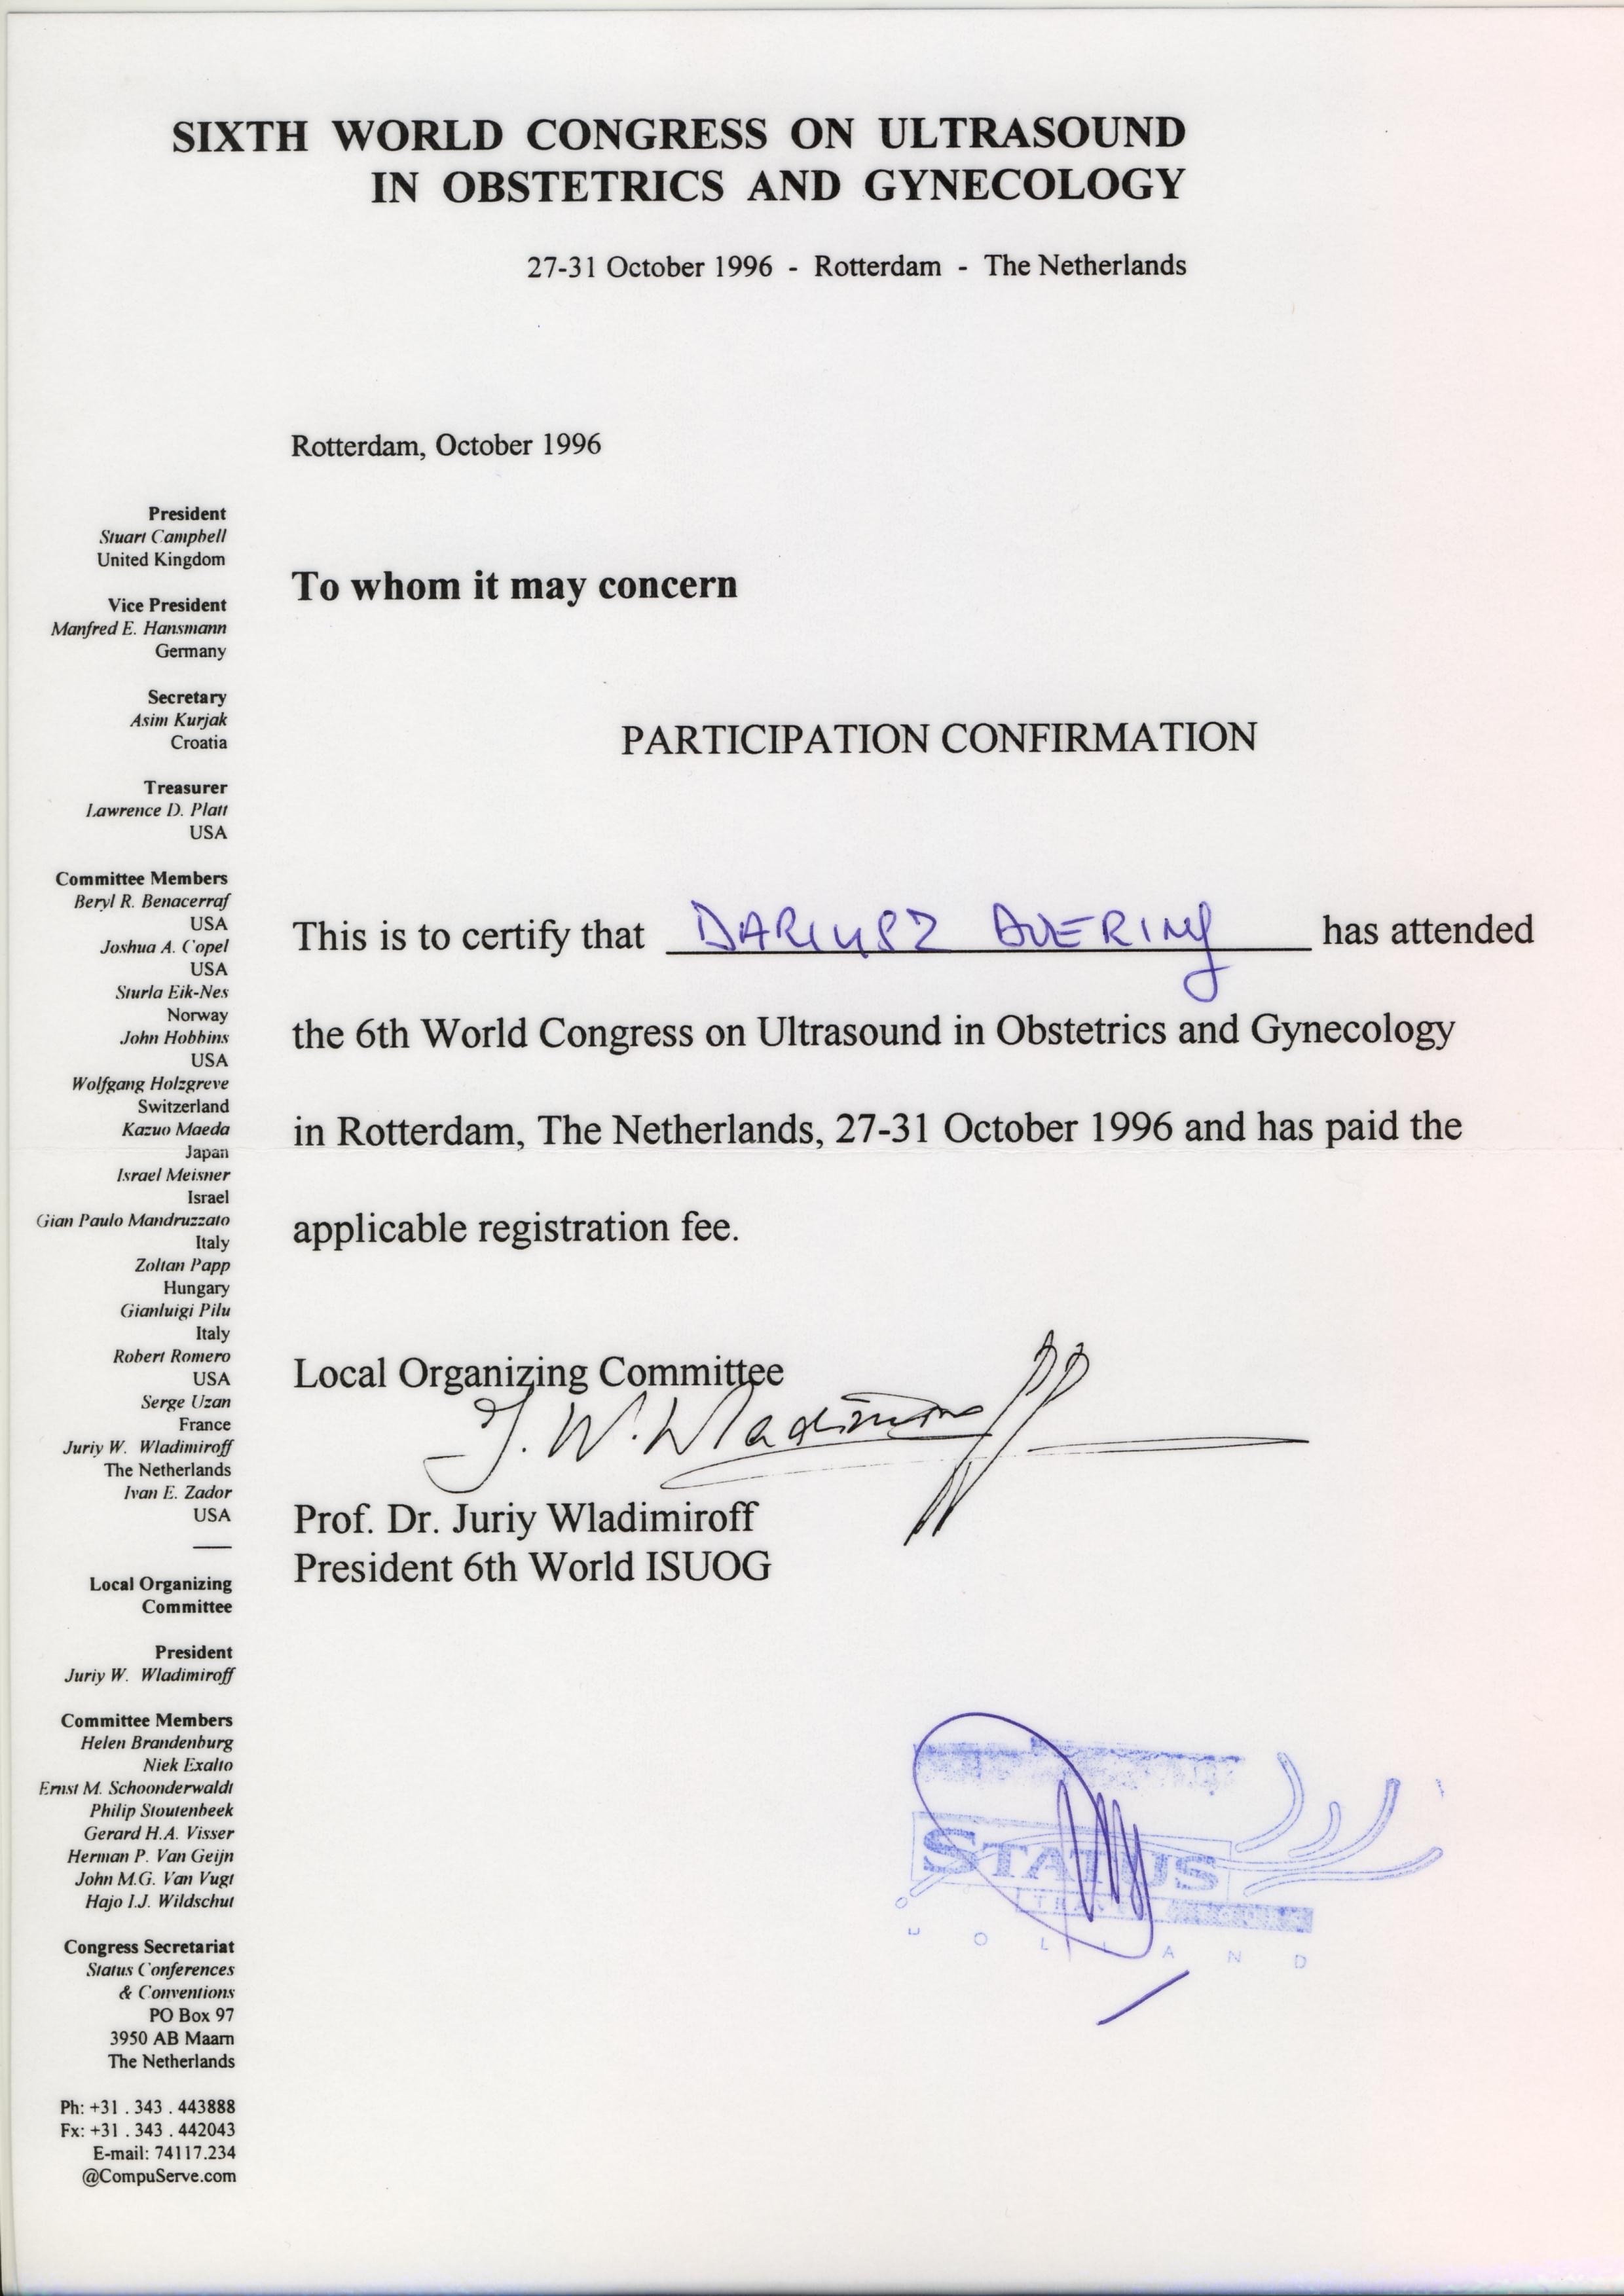 SIXTH WORLD CONGRESS ON ULTRASOUND
IN OBSTETRICS AND GYNECOLOGY
27-31 October 1996 - Rotterdam - The Netherlands
Rotterdam, October 1996
To whom it may concern
PARTICIPATION CONFIRMATION
This is to certify that DARIUSZ has attended
the 6th World Congress on Ultrasound in Obstetrics and Gynecology
in Rotterdam, The Netherlands, 27-31 October 1996 and has paid the
applicable registration fee.
Local Organizing Committee
J. W. Wladimiroff
Prof. Dr. Juriy Wladimiroff
President 6th World ISUOG
President
Stuart Campbell
United Kingdom
Vice President
Manfred E. Hansmann
Germany
Secretary
Asim Kurjak
Croatia
Treasurer
Lawrence D. Platt
USA
Committee Members
Beryl R. Benacerraf
USA
Joshua A. Copel
USA
Sturla Eik-Nes
Norway
John Hobbins
USA
Wolfgang Holzgreve
Switzerland
Kazuo Maeda
Japan
Israel Meisner
Israel
Gian Paulo Mandruzzato
Italy
Zoltan Papp
Hungary
Gianluigi Pilu
Italy
Robert Romero
USA
Serge Uzan
France
Juriy W. Wladimiroff
The Netherlands
Ivan E. Zador
USA
Local Organizing
Committee
President
Juriy W. Wladimiroff
Committee Members
Helen Brandenburg
Niek Exalto
Ernst M. Schoonderwaldt
Philip Stoutenbeek
Gerard H.A. Visser
Herman P. Van Geijn
John M.G. Van Vugt
Hajo I.J. Wildschut
Congress Secretariat
Status Conferences
& Conventions
PO Box 97
3950 AB Maarn
The Netherlands
Ph: +31 . 343 . 443888
Fx: +31 . 343 . 442043
E-mail: 74117.234
@CompuServe.com
STATUS